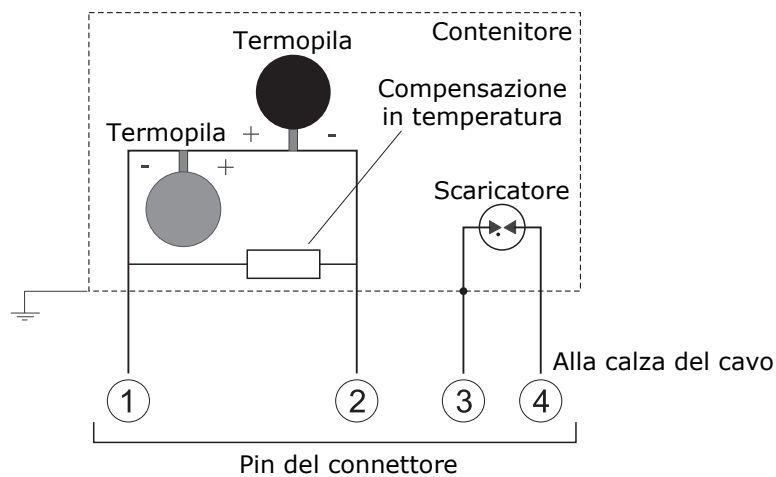 Contenitore
Termopila
Compensazione
in temperatura
Termopila
+
-
-
+
Scaricatore
Alla calza del cavo
1
2
3
4
Pin del connettore